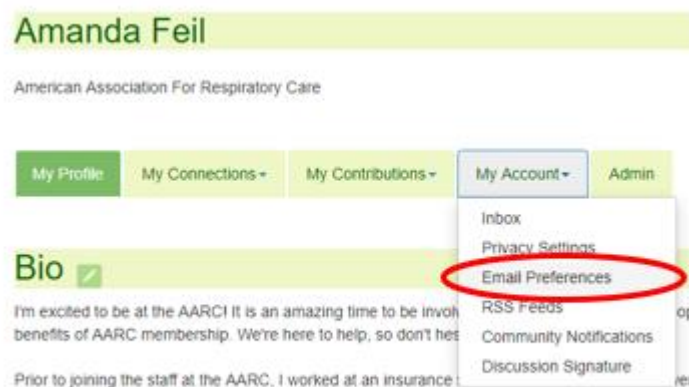 Amanda Feil
American Association For Respiratory Care
My Profile My Connections My Contributions My Account Admin
Inbox
Privacy Settings
Email Preferences
RSS Feeds
Community Notifications
Discussion Signature
Bio
I'm excited to be at the AARC! It is an amazing time to be
benefits of AARC membership. We're here to help, so don't
Prior to joining the staff at the AARC, I worked at an insurance